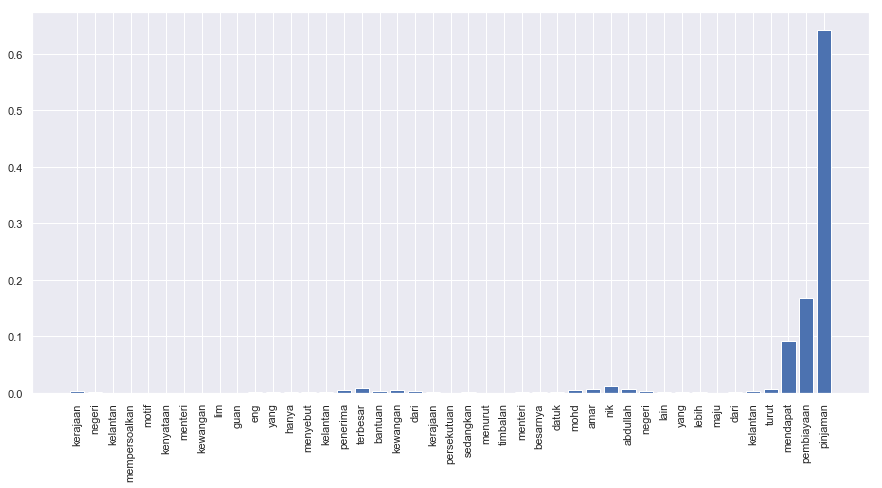 0.6
0.5
0.4
0.3
0.2
0.1
0.0
kerajaan
negeri
kelantan
mempersoalkan
motif
kenyataan
menteri
kewangan
lim
guan
eng
yang
hanya
menyebut
kelantan
penerima
terbesar
bantuan
kewangan
dari
kerajaan
persekutuan
sedangkan
menurut
timbalan
menteri
besarnya
datuk
mohd
amar
nik
abdullah
negeri
lain
yang
lebih
maju
dari
kelantan
turut
mendapat
pembiayaan
pinjaman